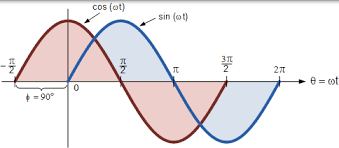 cos (ωt)
sin (ωt)
-π/2
π/2
π
3π/2
2π
θ = ωt
ϕ = 90°
0